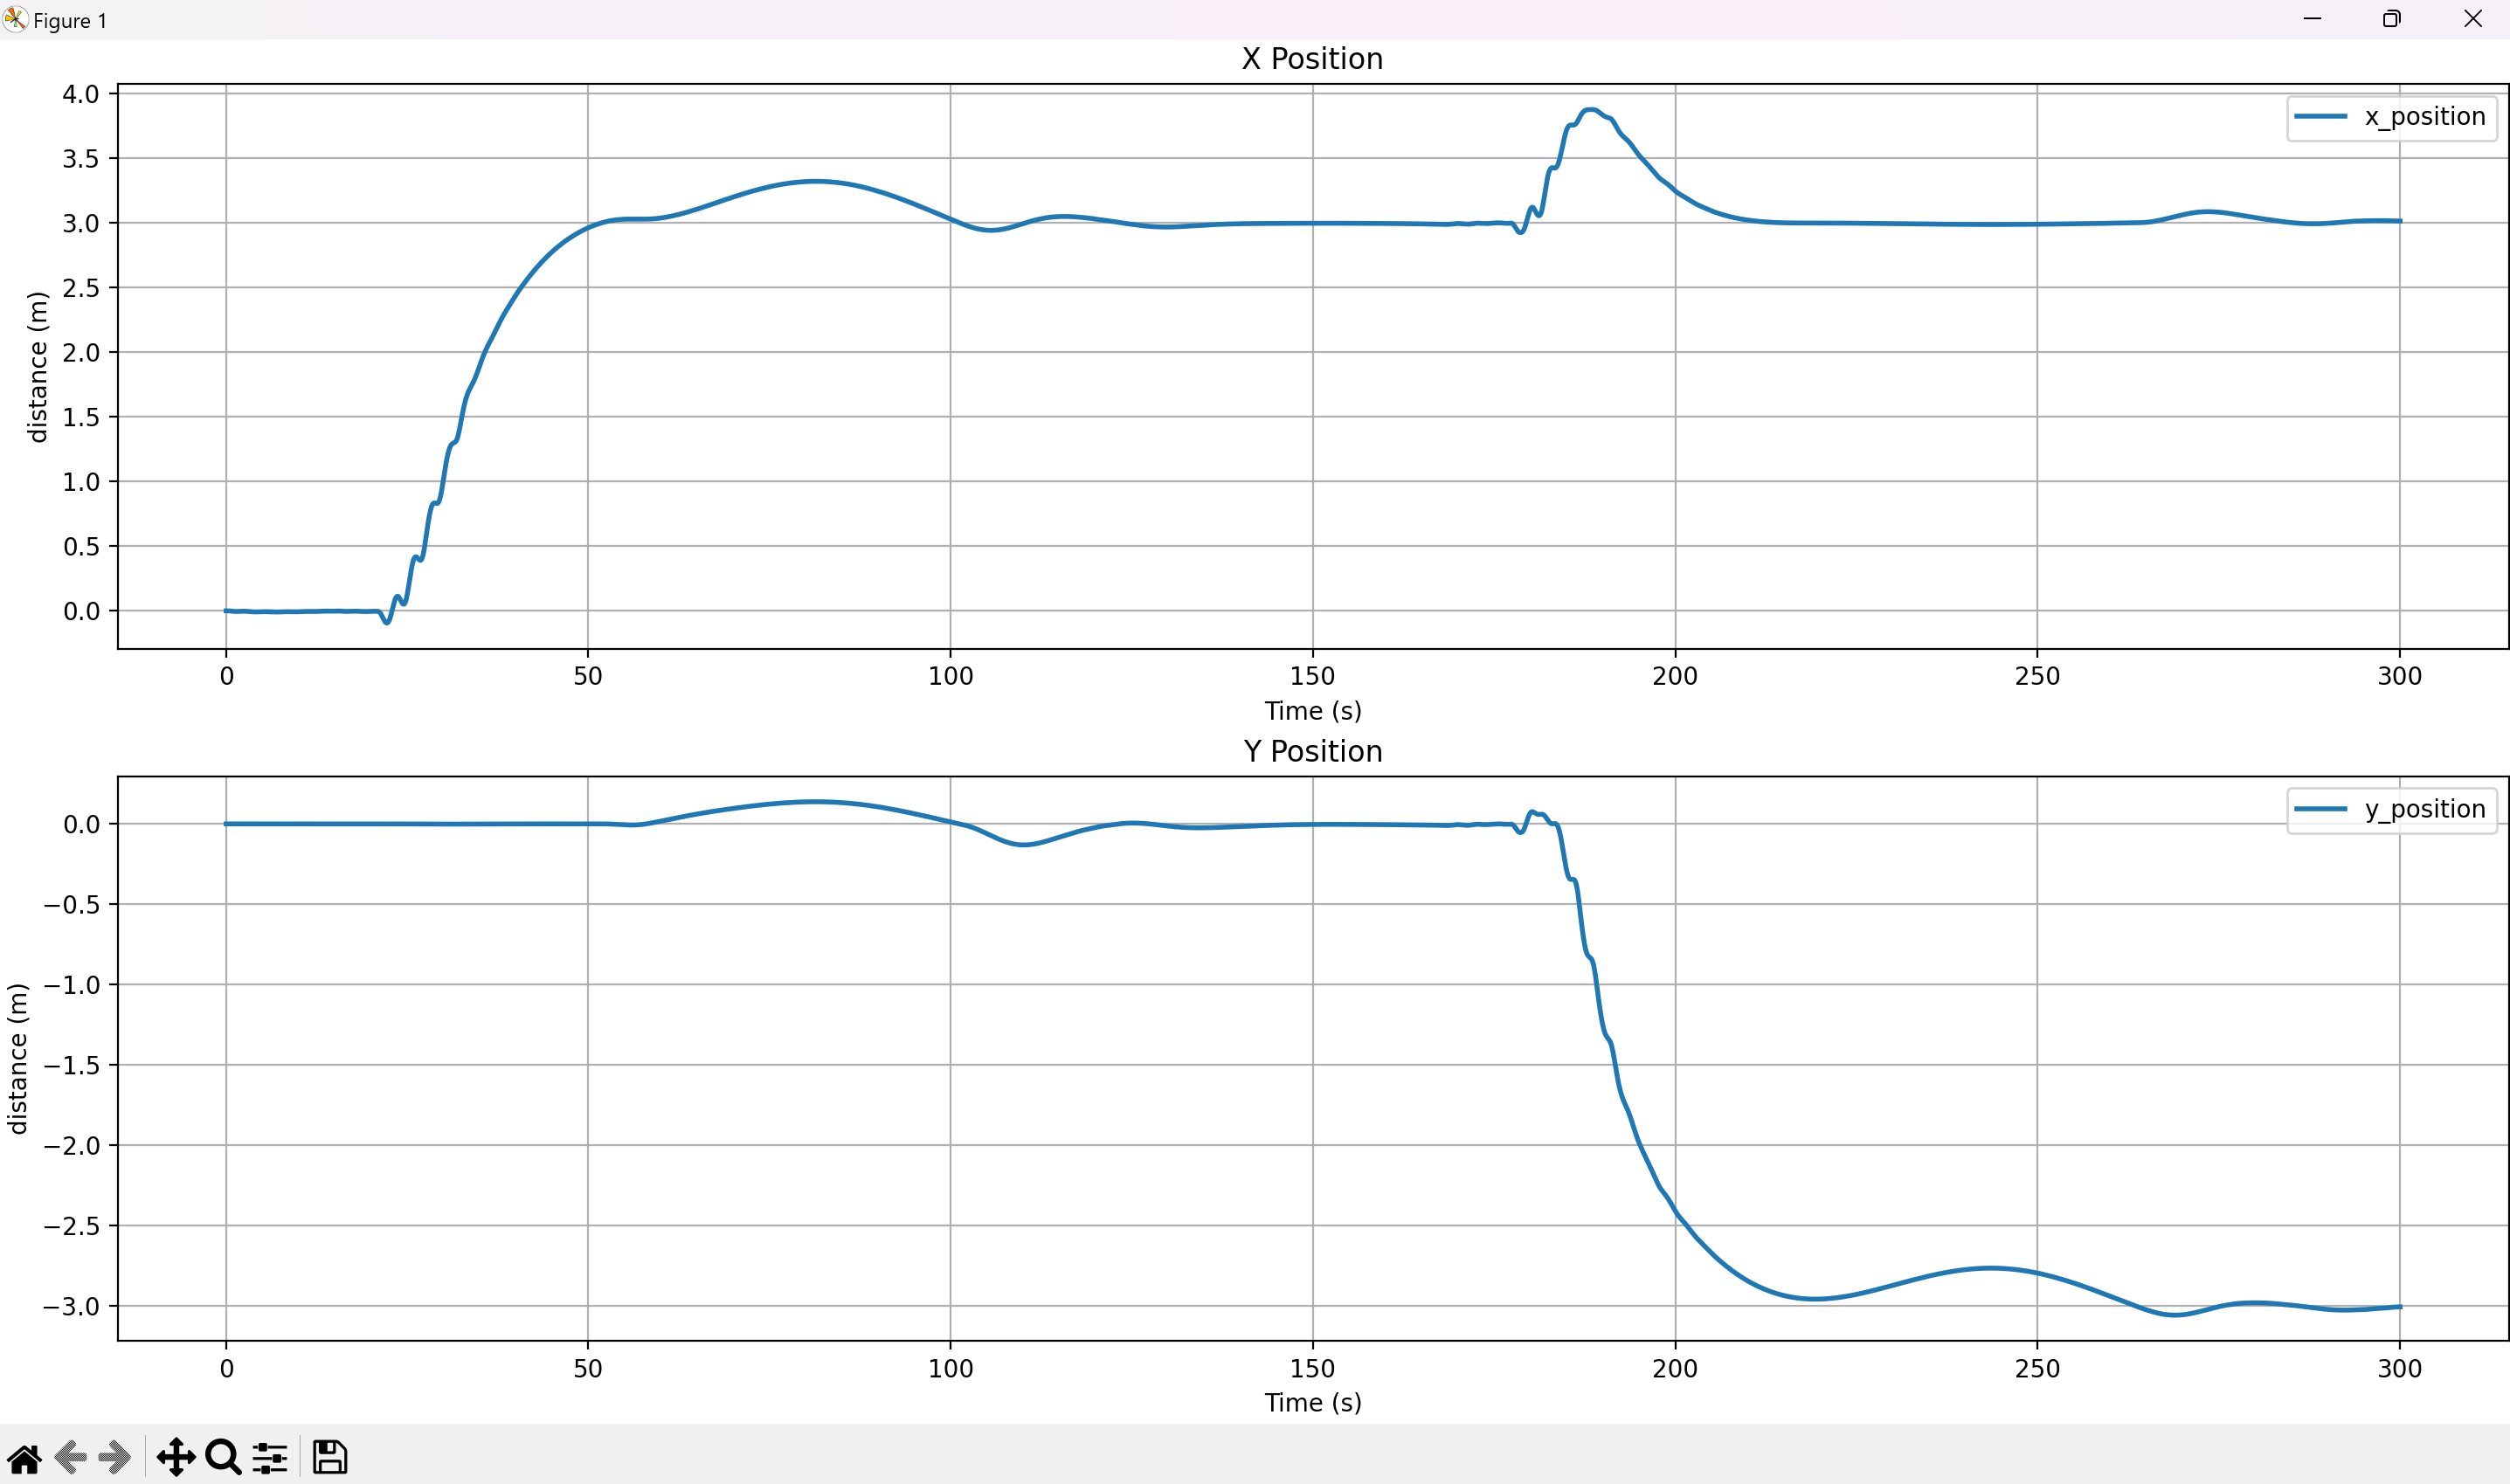 Figure 1
X Position
4.0
3.5
3.0
2.5
2.0
1.5
1.0
0.5
0.0
distance (m)
x_position
0 50 100 150 200 250 300
Time (s)
Y Position
0.0
−0.5
−1.0
−1.5
−2.0
−2.5
−3.0
distance (m)
y_position
0 50 100 150 200 250 300
Time (s)